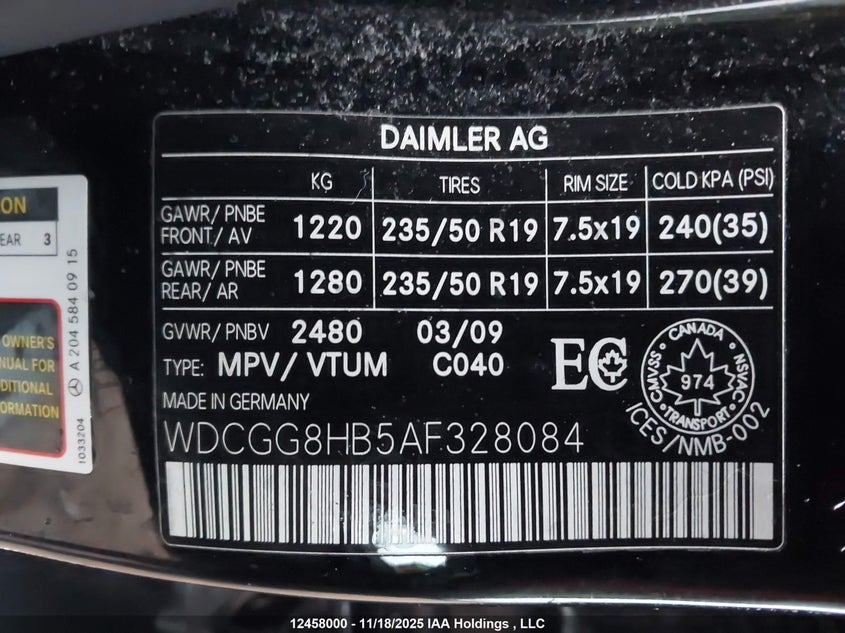 DAIMLER AG
KG TIRES RIM SIZE COLD KPA (PSI)
GAWR/ PNBE
FRONT./ AV 1220 235/50 R19 7.5x19 240(35)
GAWR/ PNBE
REAR/ AR 1280 235/50 R19 7.5x19 270(39)
GVWR/ PNBV 2480 03/09
TYPE: MPV/ VTUM C040
EC
CANADA
CMVSS/NSVAC
974
TRANSPORT
ICES/NMB-002
MADE IN GERMANY
WDCGG8HB5AF328084
ON
EAR 3
A 204 584 09 15
OWNER'S
NUAL FOR
DITIONAL
FORMATION
1033204
12458000 - 11/18/2025 IAA Holdings , LLC